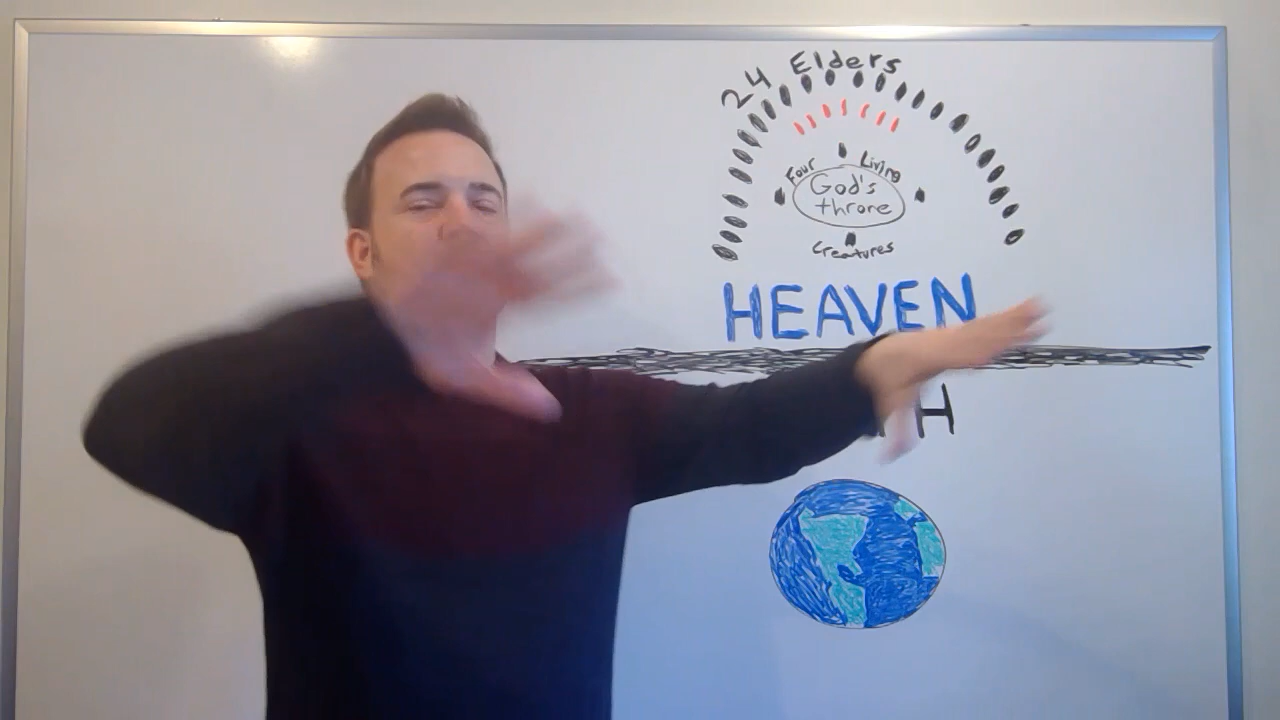 24 Elders
Four Living
God's
throne
Creatures
HEAVEN
H